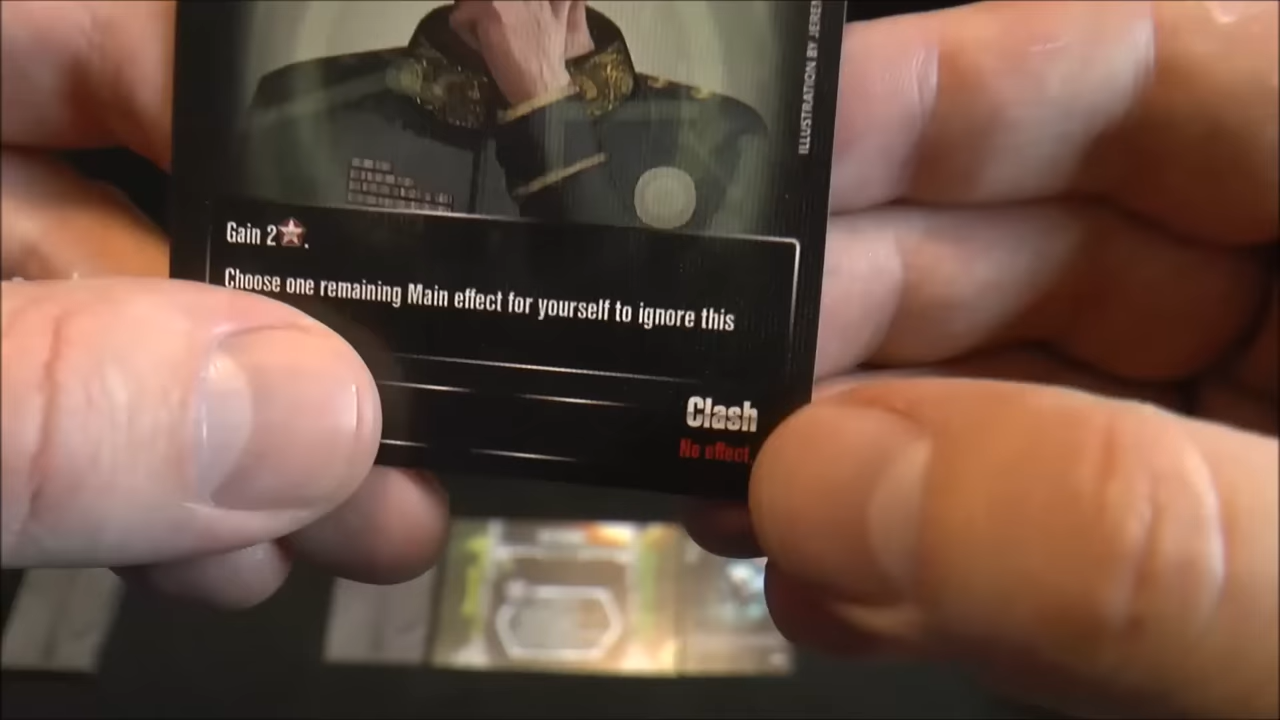 ILLUSTRATION BY
Gain 2.
Choose one remaining Main effect for yourself to ignore this
Clash
No effect.